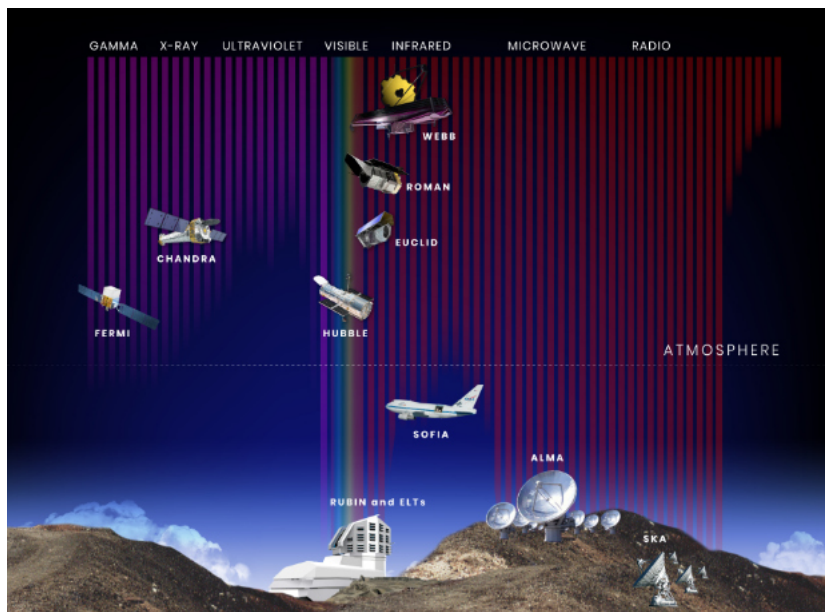 GAMMA X-RAY ULTRAVIOLET VISIBLE INFRARED MICROWAVE RADIO
WEBB
ROMAN
EUCLID
CHANDRA
FERMI
HUBBLE
ATMOSPHERE
SOFIA
ALMA
RUBIN and ELTs
SKA